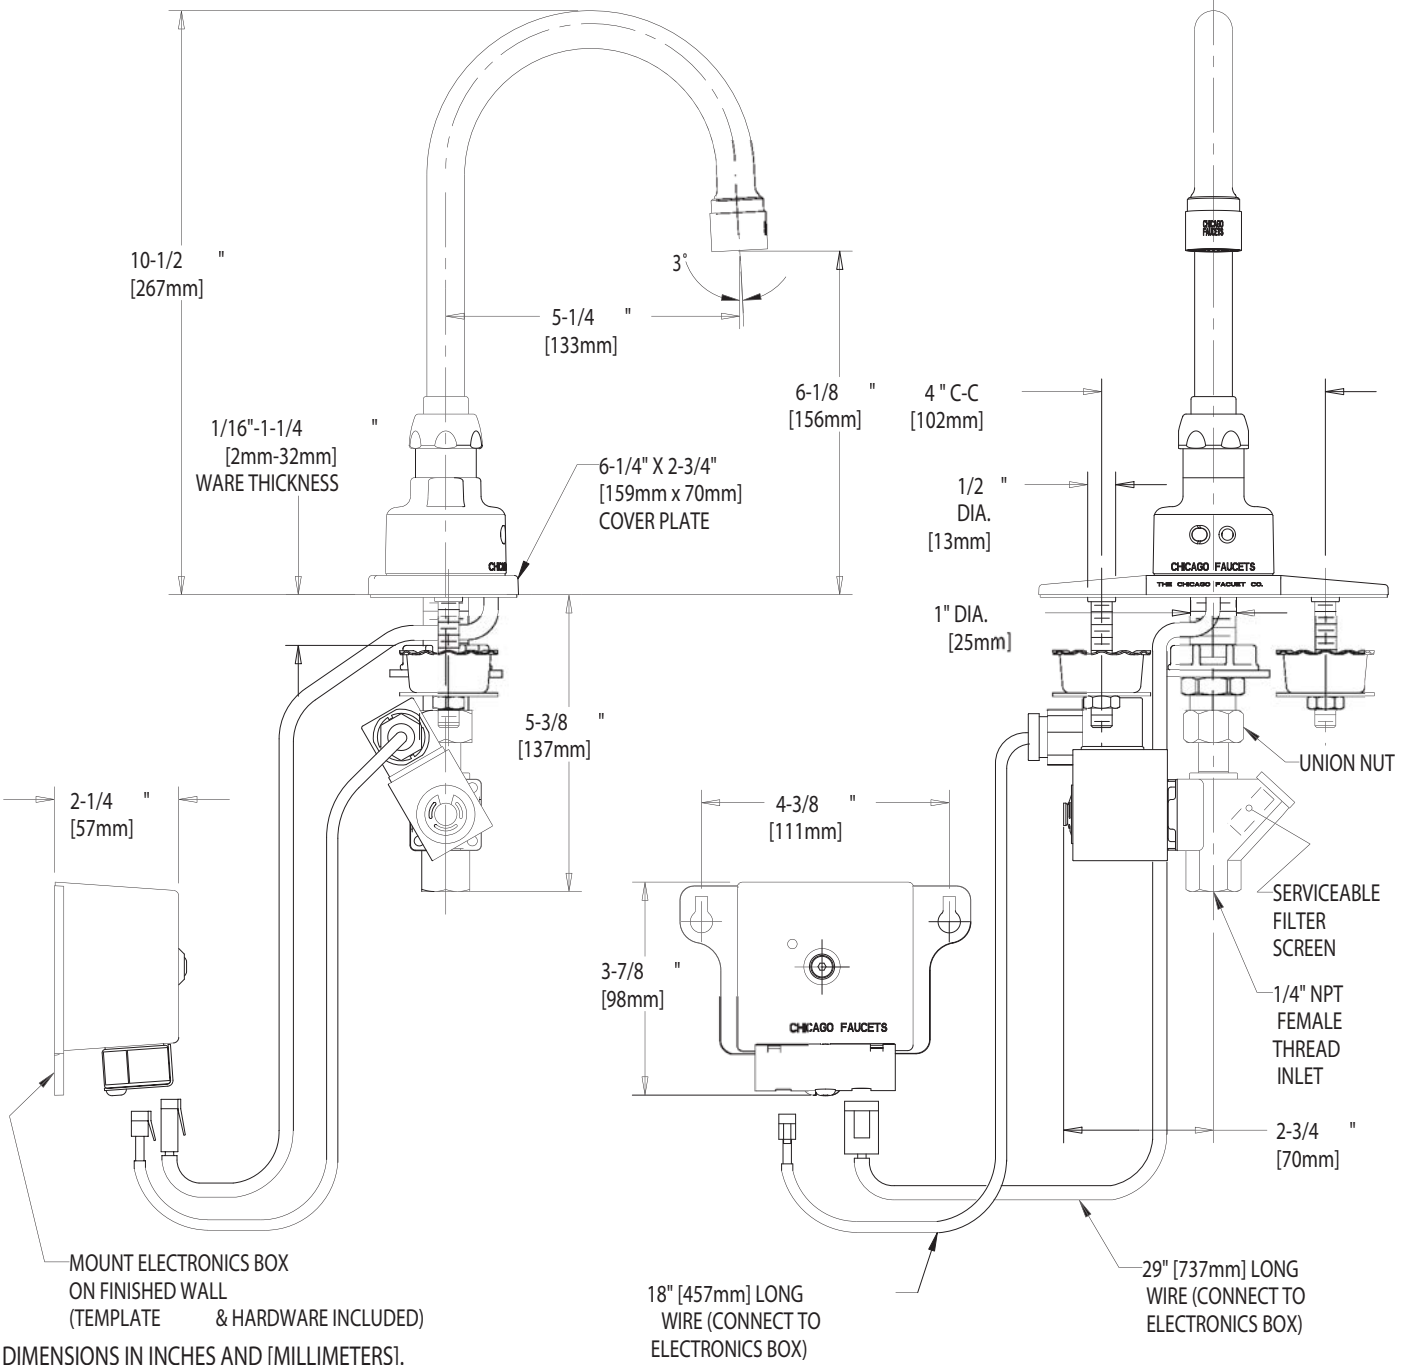 10-1/2 "
[267mm]
3°
5-1/4 "
[133mm]
6-1/8 "
[156mm]
1/16"-1-1/4 "
[2mm-32mm]
WARE THICKNESS
6-1/4" X 2-3/4"
[159mm x 70mm]
COVER PLATE
CHICAGO
FAUCETS
4 " C-C
[102mm]
1/2 "
DIA.
[13mm]
CHICAGO FAUCETS
THE CHICAGO FACUET CO.
1" DIA.
[25mm]
5-3/8 "
[137mm]
UNION NUT
2-1/4 "
[57mm]
4-3/8 "
[111mm]
SERVICEABLE
FILTER
SCREEN
3-7/8 "
[98mm]
CHICAGO FAUCETS
1/4" NPT
FEMALE
THREAD
INLET
2-3/4 "
[70mm]
MOUNT ELECTRONICS BOX
ON FINISHED WALL
(TEMPLATE & HARDWARE INCLUDED)
18" [457mm] LONG
WIRE (CONNECT TO
ELECTRONICS BOX)
29" [737mm] LONG
WIRE (CONNECT TO
ELECTRONICS BOX)
DIMENSIONS IN INCHES AND [MILLIMETERS].